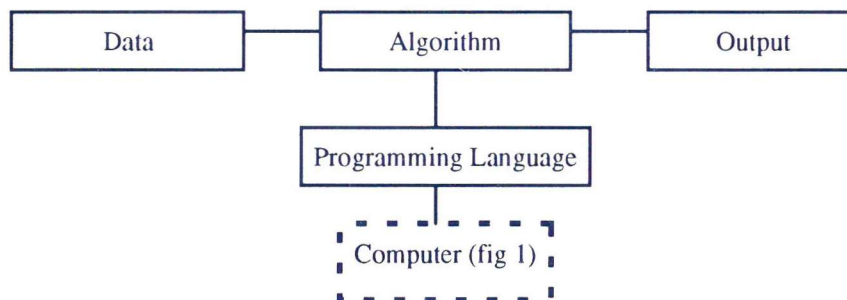 Data
Algorithm
Output
Programming Language
Computer (fig 1)